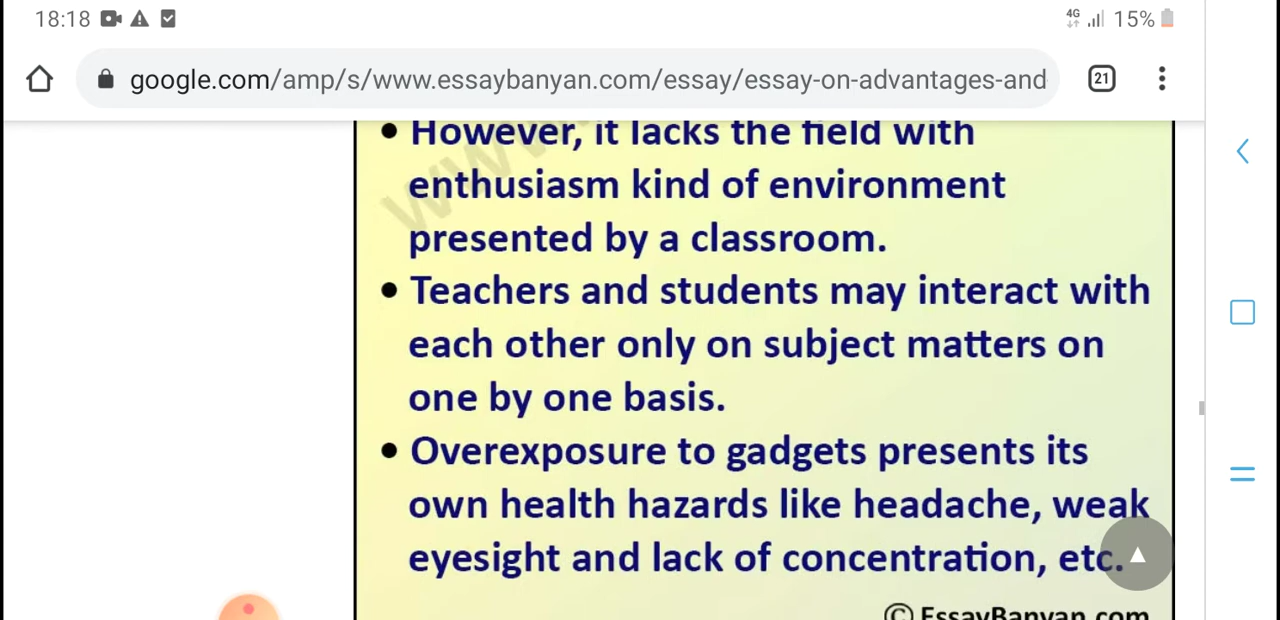 18:18 4G 15%
google.com/amp/s/www.essaybanyan.com/essay/essay-on-advantages-and 21
• However, it lacks the field with
enthusiasm kind of environment
presented by a classroom.
• Teachers and students may interact with
each other only on subject matters on
one by one basis.
• Overexposure to gadgets presents its
own health hazards like headache, weak
eyesight and lack of concentration, etc.
© EssayBanyan.com